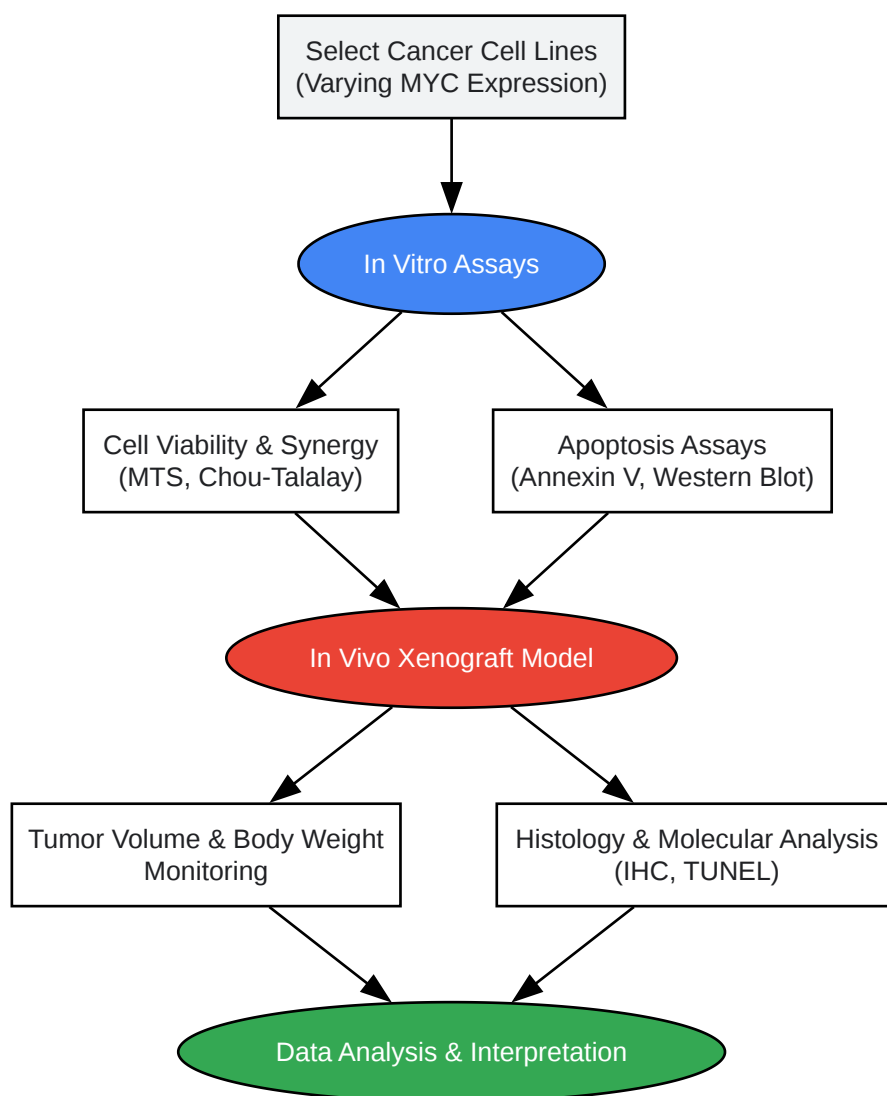 Select Cancer Cell Lines
(Varying MYC Expression)
In Vitro Assays
Cell Viability & Synergy
(MTS, Chou-Talalay)
Apoptosis Assays
(Annexin V, Western Blot)
In Vivo Xenograft Model
Tumor Volume & Body Weight
Monitoring
Histology & Molecular Analysis
(IHC, TUNEL)
Data Analysis & Interpretation